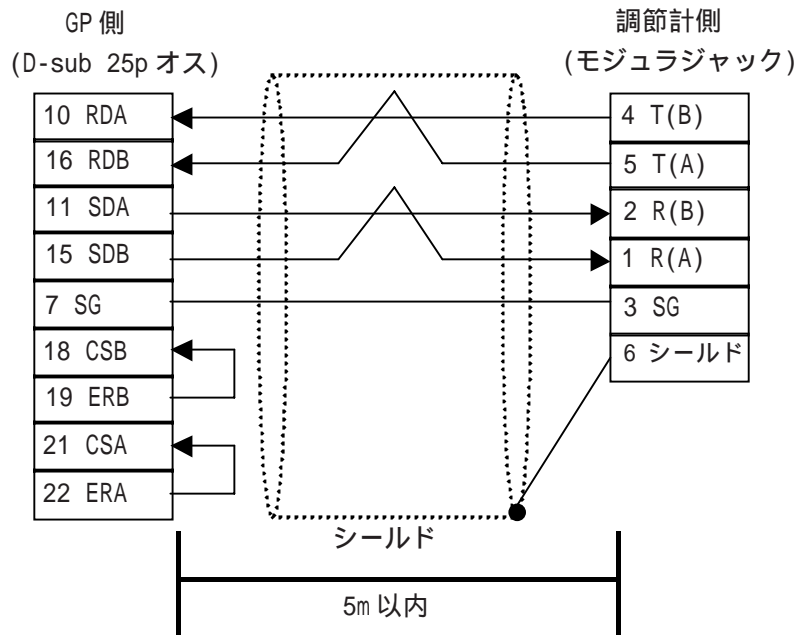 GP 側
(D-sub 25p オス)
10 RDA
16 RDB
11 SDA
15 SDB
7 SG
18 CSB
19 ERB
21 CSA
22 ERA
調節計側
(モジュラジャック)
4 T(B)
5 T(A)
2 R(B)
1 R(A)
3 SG
6 シールド
シールド
5m 以内